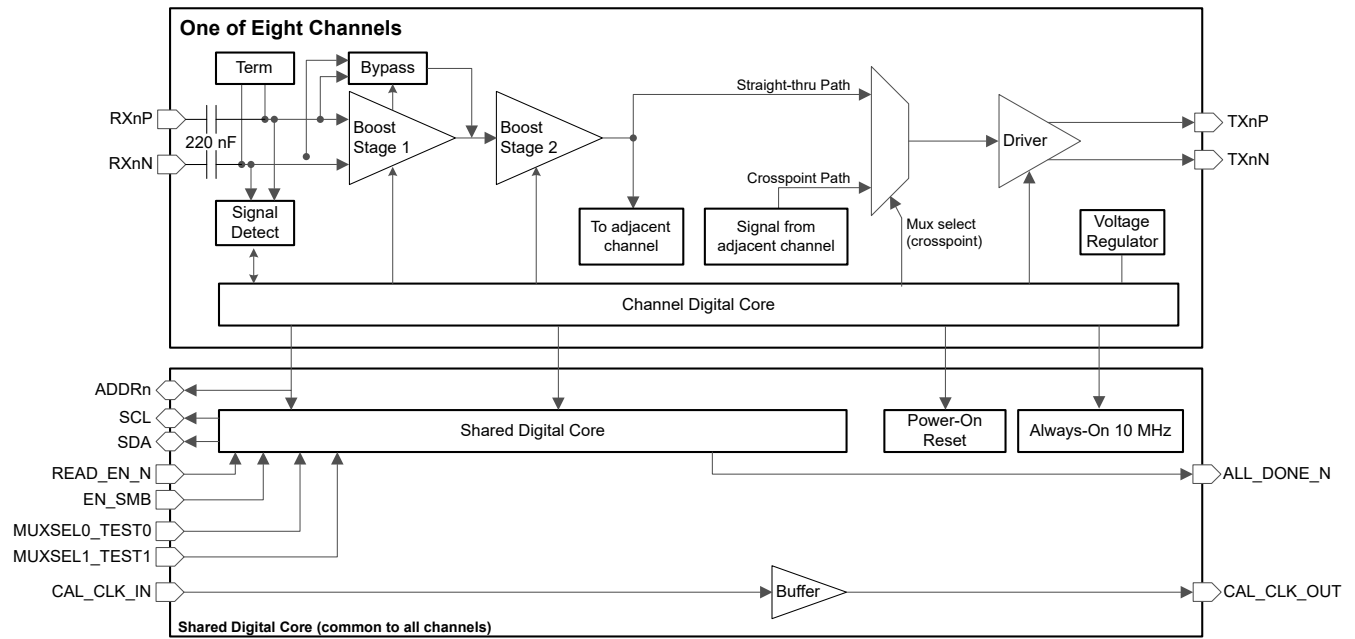 One of Eight Channels
Term
Bypass
RXnP
220 nF
RXnN
Boost
Stage 1
Boost
Stage 2
Straight-thru Path
Crosspoint Path
Driver
TXnP
TXnN
Signal
Detect
To adjacent
channel
Signal from
adjacent channel
Mux select
(crosspoint)
Voltage
Regulator
Channel Digital Core
ADDRn
SCL
SDA
READ_EN_N
EN_SMB
MUXSEL0_TEST0
MUXSEL1_TEST1
CAL_CLK_IN
Shared Digital Core
Power-On
Reset
Always-On 10 MHz
ALL_DONE_N
Buffer
CAL_CLK_OUT
Shared Digital Core (common to all channels)